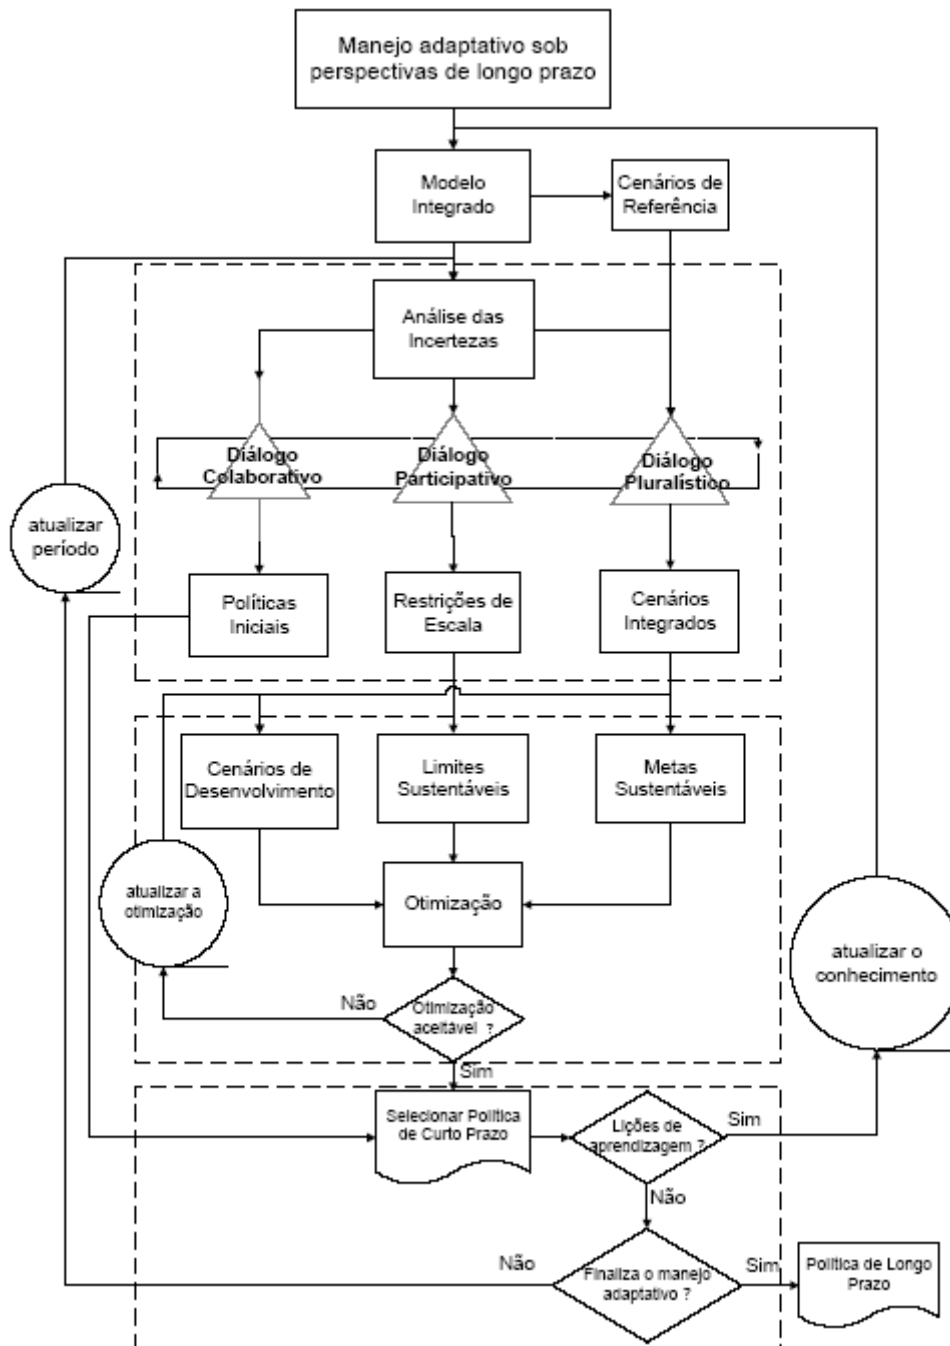 Manejo adaptativo sob
perspectivas de longo prazo
Modelo
Integrado
Cenários de
Referência
Análise das
Incertezas
Diálogo
Colaborativo
Diálogo
Participativo
Diálogo
Pluralístico
atualizar
período
Políticas
Iniciais
Restrições de
Escala
Cenários
Integrados
Cenários de
Desenvolvimento
Limites
Sustentáveis
Metas
Sustentáveis
atualizar a
otimização
Otimização
atualizar o
conhecimento
Não
Otimização
aceitável ?
Sim
Selecionar Política
de Curto Prazo
Lições de
aprendizagem ?
Sim
Não
Não
Finaliza o manejo
adaptativo ?
Sim
Política de Longo
Prazo